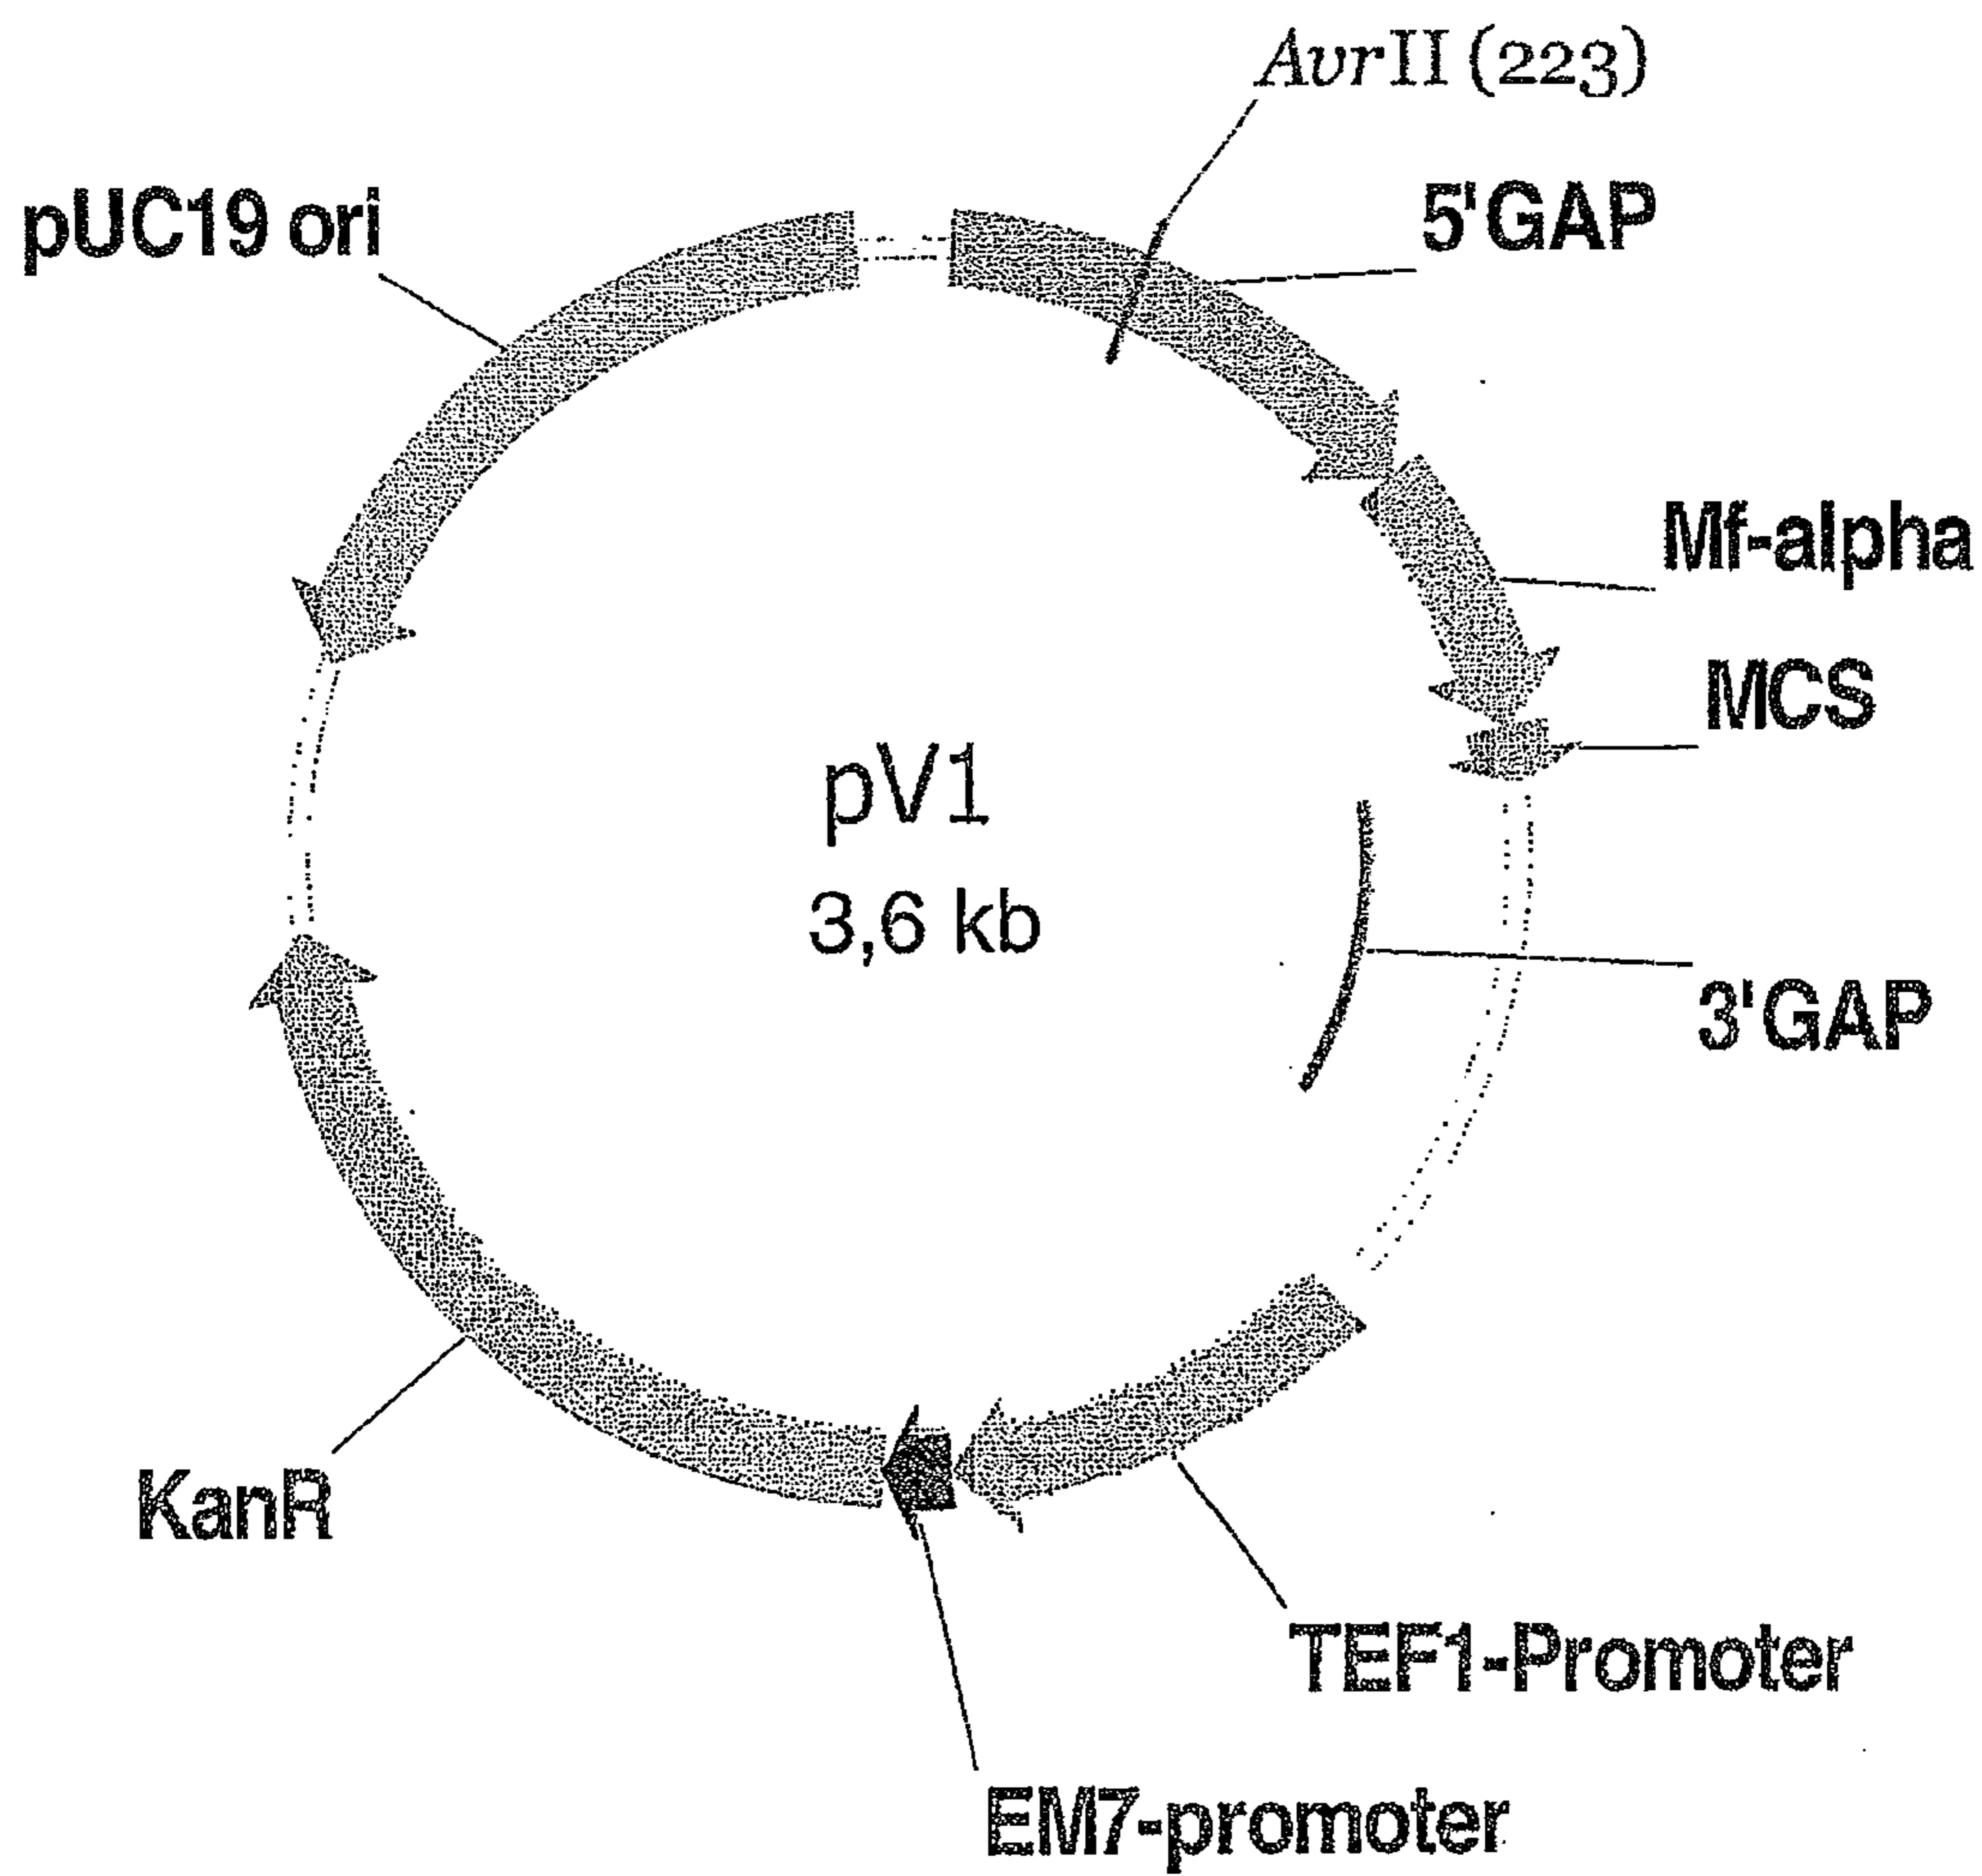 AvrII (223)
5'GAP
pUC19 ori
Mf-alpha
MCS
pV1
3,6 kb
3'GAP
KanR
TEF1-Promoter
EM7-promoter